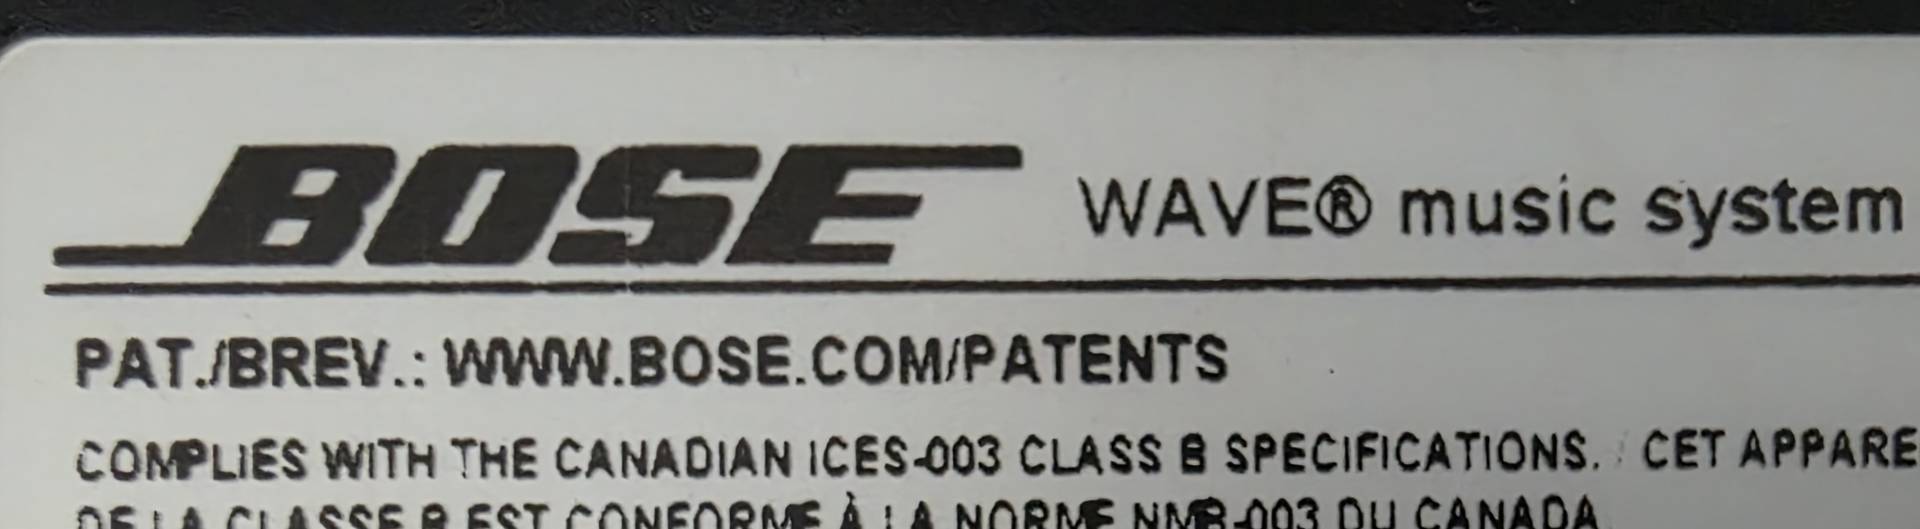 BOSE WAVE® music system
PAT./BREV.: WWW.BOSE.COM/PATENTS
COMPLIES WITH THE CANADIAN ICES-003 CLASS B SPECIFICATIONS. CET APPARE
DE LA CLASSE B EST CONFORME À LA NORME NMB-003 DU CANADA